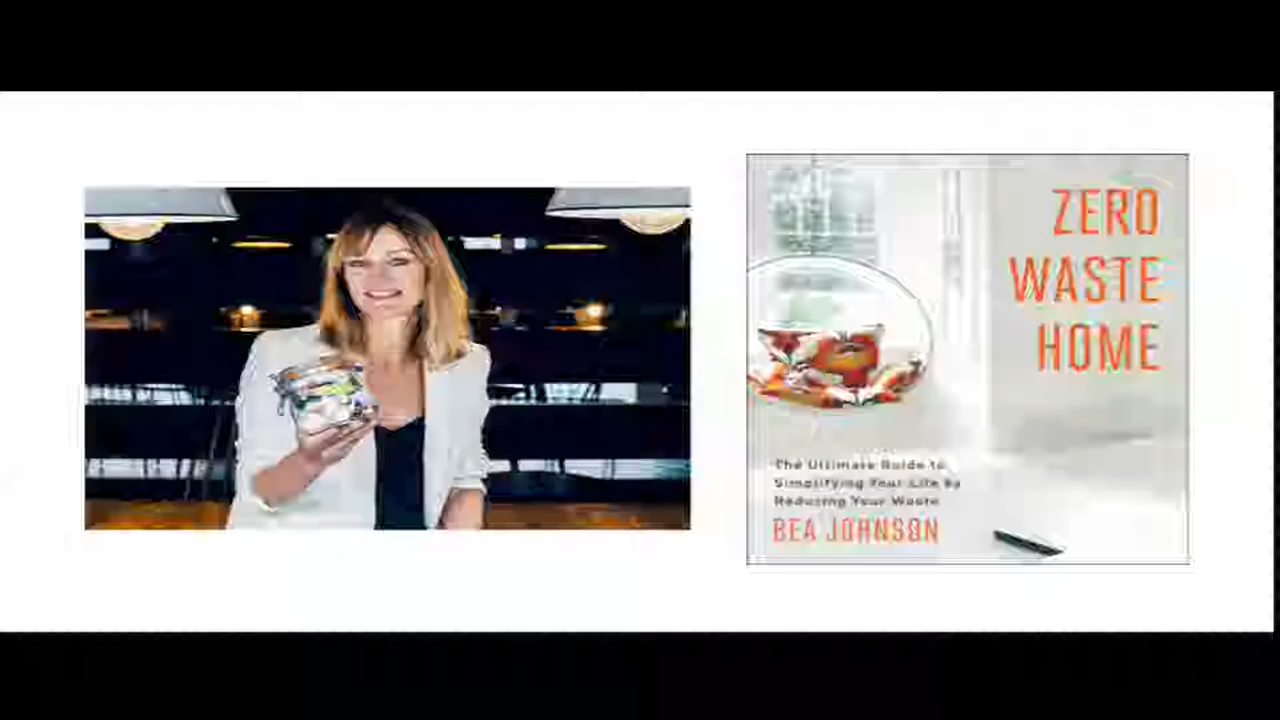 ZERO
WASTE
HOME
The Ultimate Guide to
Simplifying Your Life by
Reducing Your Waste
BEA JOHNSON